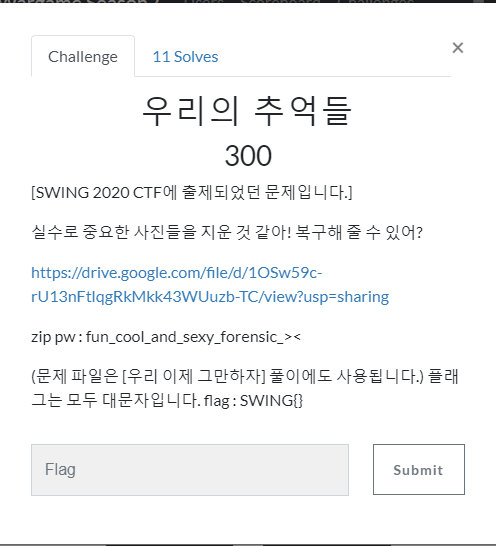 Challenge
11 Solves
×
우리의 추억들
300
[SWING 2020 CTF에 출제되었던 문제입니다.]
실수로 중요한 사진들을 지운 것 같아! 복구해 줄 수 있어?
https://drive.google.com/file/d/1OSw59c-
rU13nFtlqgRkMkk43WUuzb-TC/view?usp=sharing
zip pw : fun_cool_and_sexy_forensic_><
(문제 파일은 [우리 이제 그만하자] 풀이에도 사용됩니다.) 플래
그는 모두 대문자입니다. flag : SWING{}
Flag
Submit